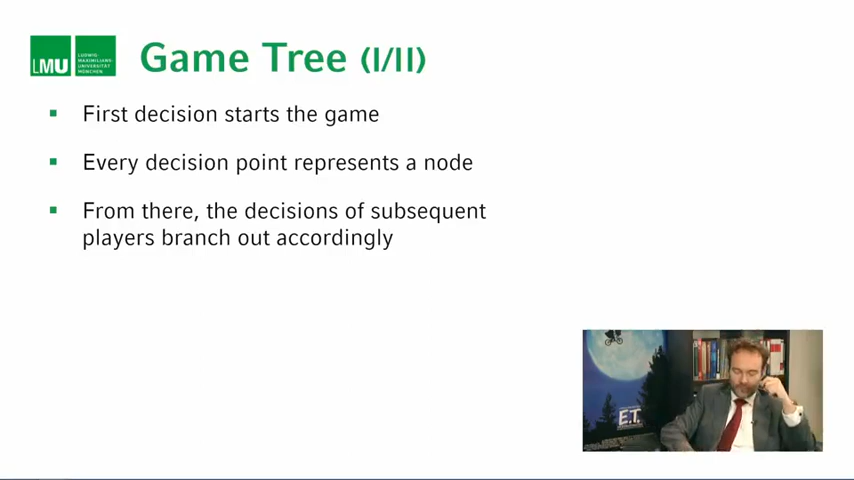 LMU
LUDWIG-
MAXIMILIANS-
UNIVERSITÄT
MÜNCHEN
Game Tree (I/II)
▪ First decision starts the game
▪ Every decision point represents a node
▪ From there, the decisions of subsequent
players branch out accordingly
E.T.